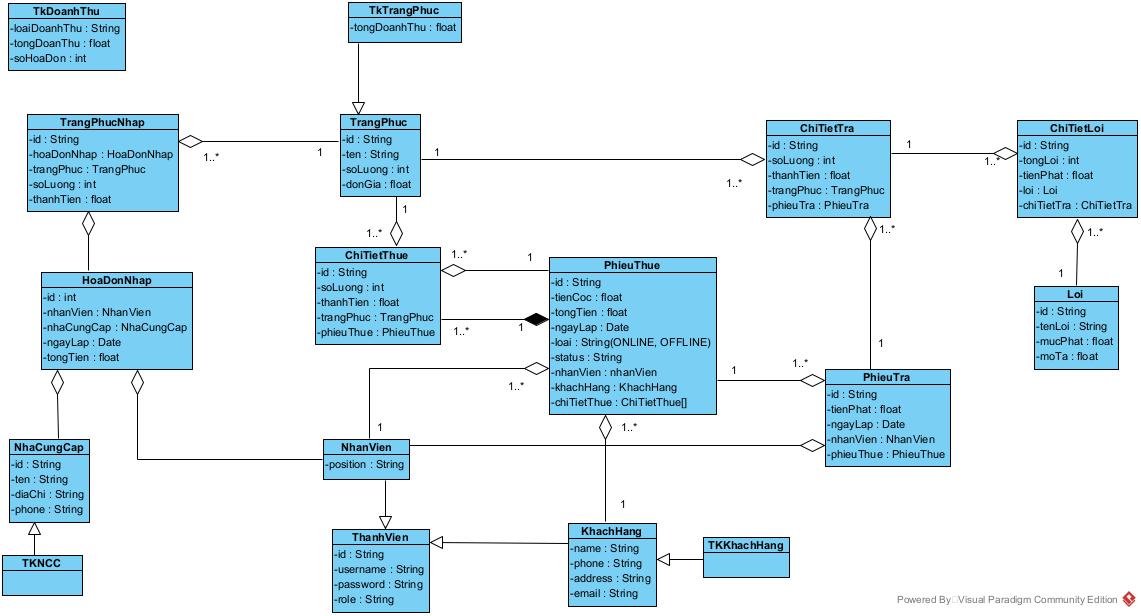 TkDoanhThu
-loaiDoanhThu : String
-tongDoanThu : float
-soHoaDon : int
TkTrangPhuc
-tongDoanhThu : float
TrangPhucNhap
-id : String
-hoaDonNhap : HoaDonNhap
-trangPhuc : TrangPhuc
-soLuong : int
-thanhTien : float
1..*
1
TrangPhuc
-id : String
-ten : String
-soLuong : int
-donGia : float
1
1..*
ChiTietTra
-id : String
-soLuong : int
-thanhTien : float
-trangPhuc : TrangPhuc
-phieuTra : PhieuTra
1
1..*
ChiTietLoi
-id : String
-tongLoi : int
-tienPhat : float
-loi : Loi
-chiTietTra : ChiTietTra
1
1..*
1..*
1..*
1
HoaDonNhap
-id : int
-nhanVien : NhanVien
-nhaCungCap : NhaCungCap
-ngayLap : Date
-tongTien : float
ChiTietThue
-id : String
-soLuong : int
-thanhTien : float
-trangPhuc : TrangPhuc
-phieuThue : PhieuThue
1..*
1
1..*
1
PhieuThue
-id : String
-tienCoc : float
-tongTien : float
-ngayLap : Date
-loai : String(ONLINE, OFFLINE)
-status : String
-nhanVien : nhanVien
-khachHang : KhachHang
-chiTietThue : ChiTietThue[]
Loi
-id : String
-tenLoi : String
-mucPhat : float
-moTa : float
1
1..*
1
1..*
PhieuTra
-id : String
-tienPhat : float
-ngayLap : Date
-nhanVien : NhanVien
-phieuThue : PhieuThue
1
1..*
NhaCungCap
-id : String
-ten : String
-diaChi : String
-phone : String
NhanVien
-position : String
1
TKNCC
ThanhVien
-id : String
-username : String
-password : String
-role : String
KhachHang
-name : String
-phone : String
-address : String
-email : String
TKKhachHang
Powered By Visual Paradigm Community Edition